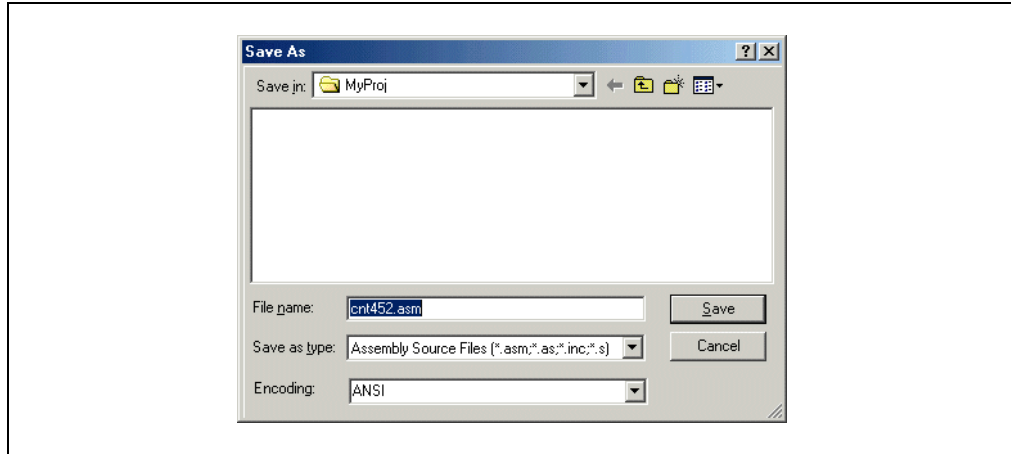 Save As
Save in: MyProj
File name: cnt452.asm
Save
Save as type: Assembly Source Files (*.asm;*.as;*.inc;*.s)
Cancel
Encoding: ANSI